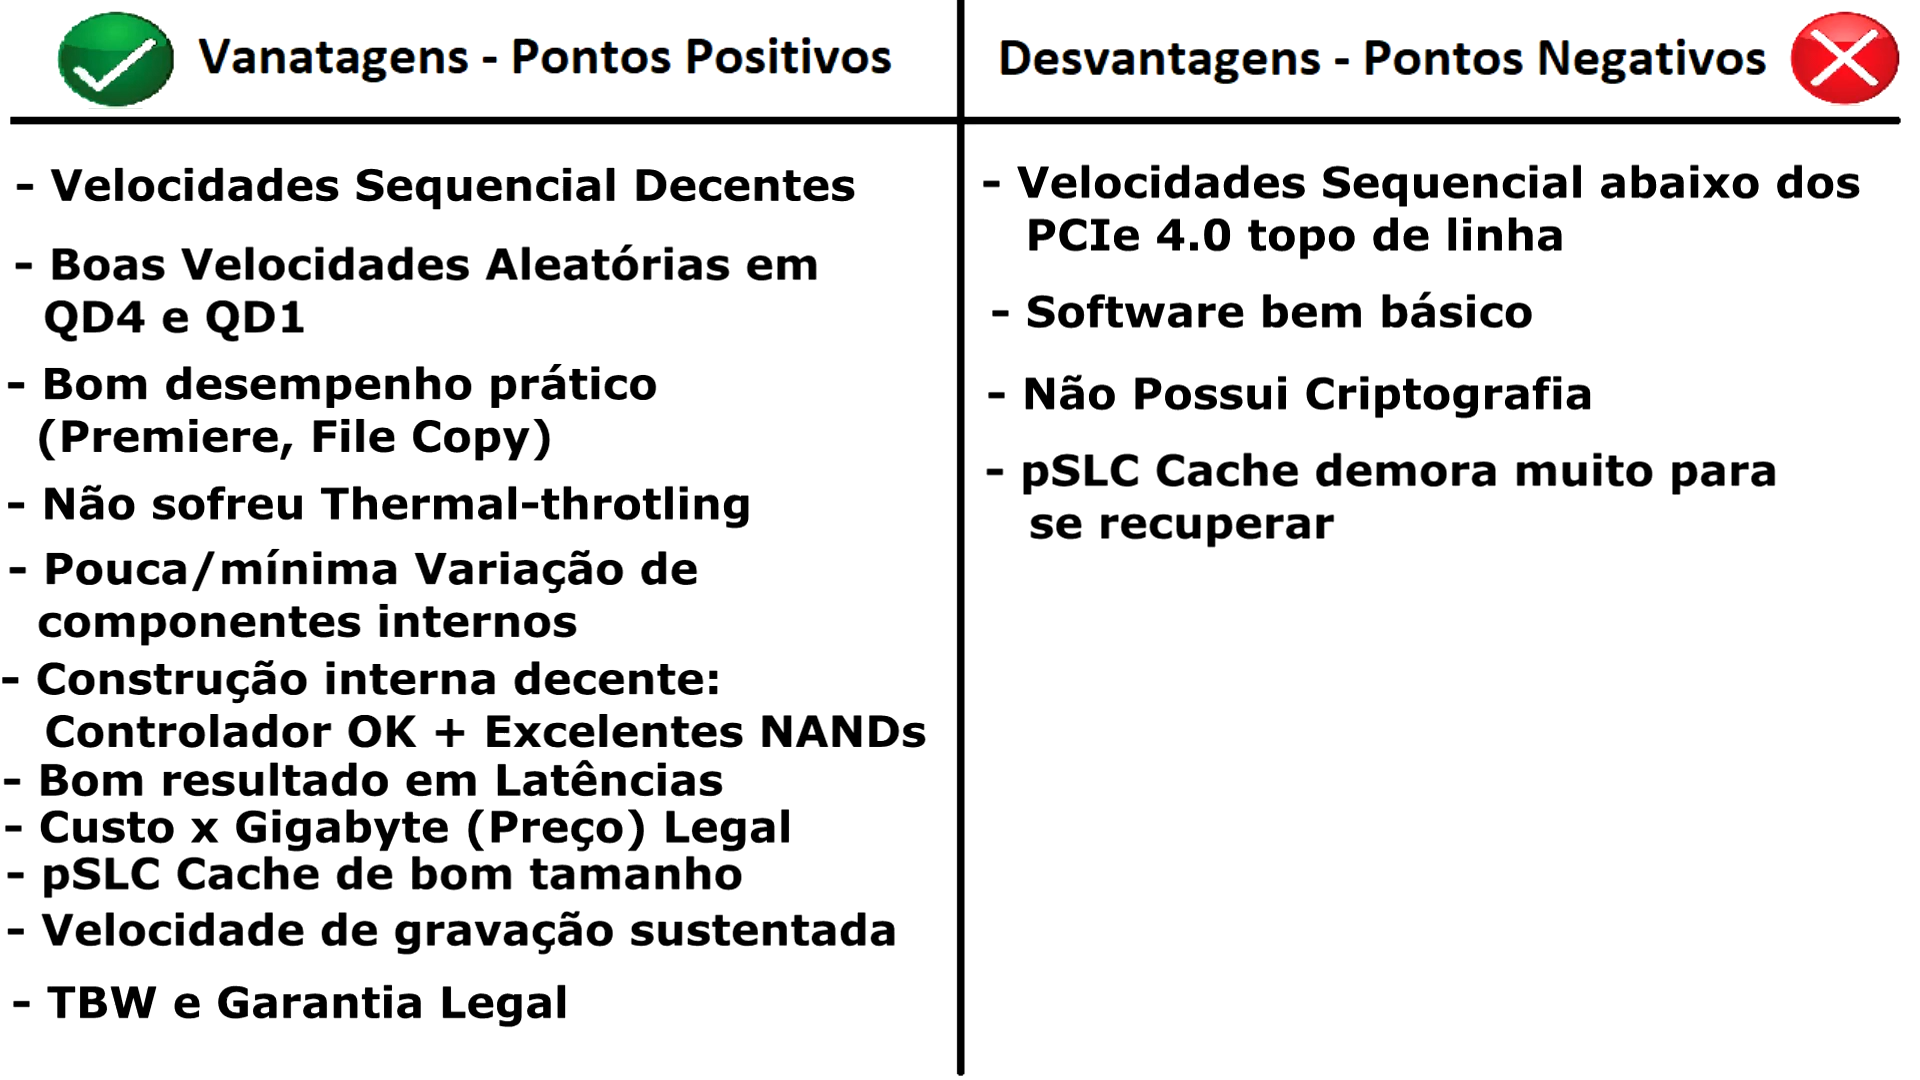 Vanatagens - Pontos Positivos
- Velocidades Sequencial Decentes
- Boas Velocidades Aleatórias em
QD4 e QD1
- Bom desempenho prático
(Premiere, File Copy)
- Não sofreu Thermal-throtling
- Pouca/mínima Variação de
componentes internos
- Construção interna decente:
Controlador OK + Excelentes NANDs
- Bom resultado em Latências
- Custo x Gigabyte (Preço) Legal
- pSLC Cache de bom tamanho
- Velocidade de gravação sustentada
- TBW e Garantia Legal
Desvantagens - Pontos Negativos
- Velocidades Sequencial abaixo dos
PCIe 4.0 topo de linha
- Software bem básico
- Não Possui Criptografia
- pSLC Cache demora muito para
se recuperar